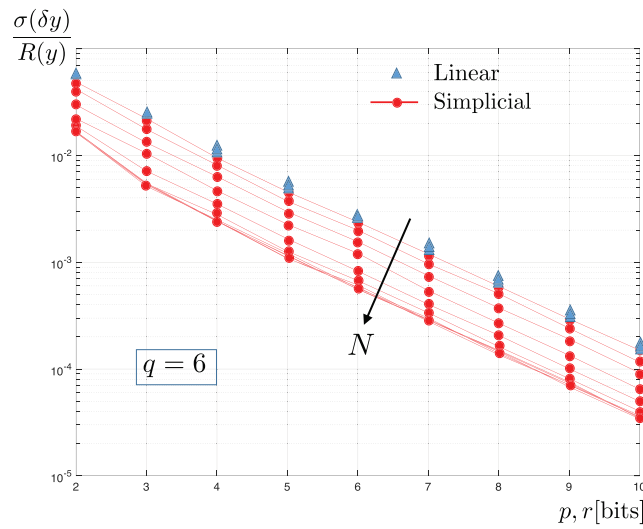 σ(δy)
R(y)
Linear
Simplicial
10^-2
10^-3
10^-4
10^-5
N
q = 6
2 3 4 5 6 7 8 9 10
p, r[bits]